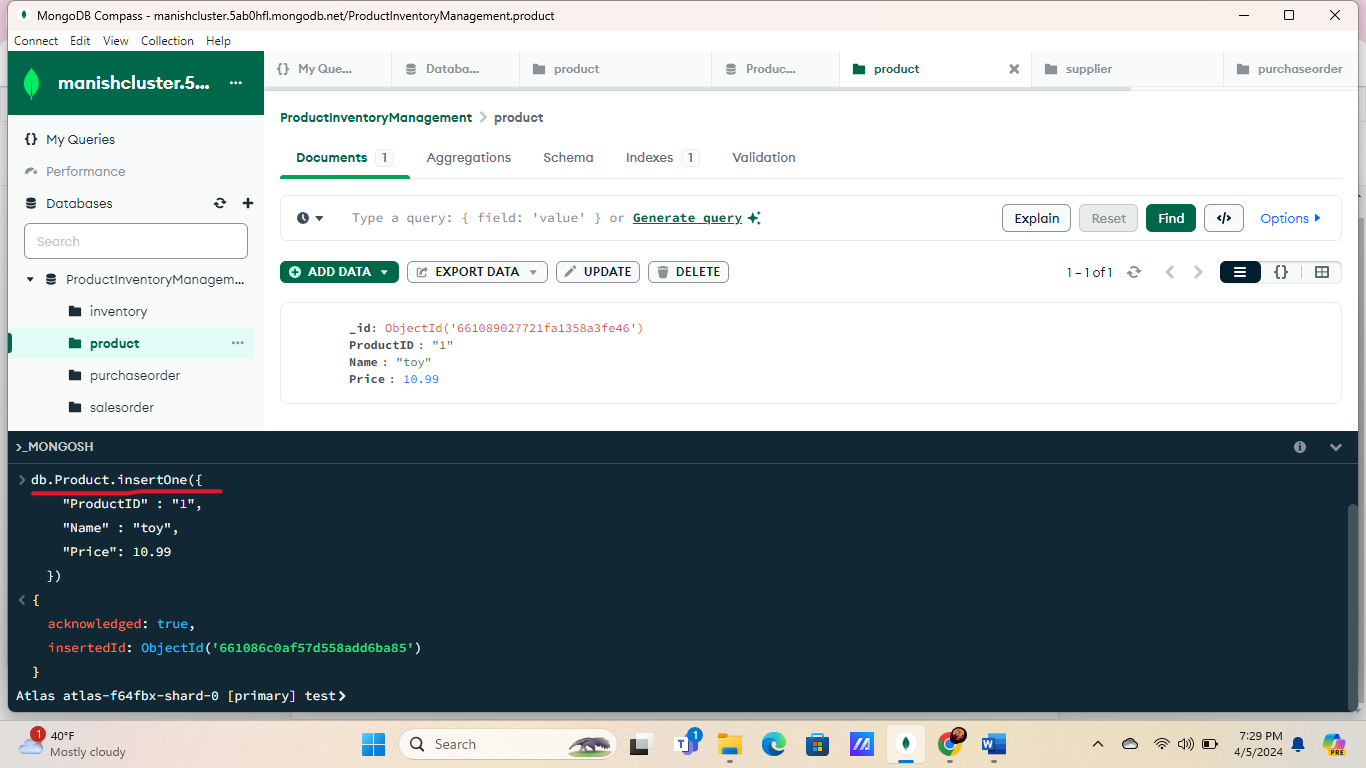 MongoDB Compass - manishcluster.5ab0hfl.mongodb.net/ProductInventoryManagement.product
Connect Edit View Collection Help
manishcluster.5... ...
{} My Que... Databa... product Produc... product supplier purchaseorder
ProductInventoryManagement > product
{} My Queries
Performance
Databases
Search
ProductInventoryManagem...
inventory
product ...
purchaseorder
salesorder
Documents 1 Aggregations Schema Indexes 1 Validation
Type a query: { field: 'value' } or Generate query Explain Reset Find </> Options
ADD DATA EXPORT DATA UPDATE DELETE 1 – 1 of 1 {}
_id: ObjectId('661089027721fa1358a3fe46')
ProductID : "1"
Name : "toy"
Price : 10.99
>_MONGOSH
> db.Product.insertOne({
"ProductID" : "1",
"Name" : "toy",
"Price": 10.99
})
< {
acknowledged: true,
insertedId: ObjectId('661086c0af57d558add6ba85')
}
Atlas atlas-f64fbx-shard-0 [primary] test>
1 40°F
Mostly cloudy
Search
1
PRE
7:29 PM
4/5/2024